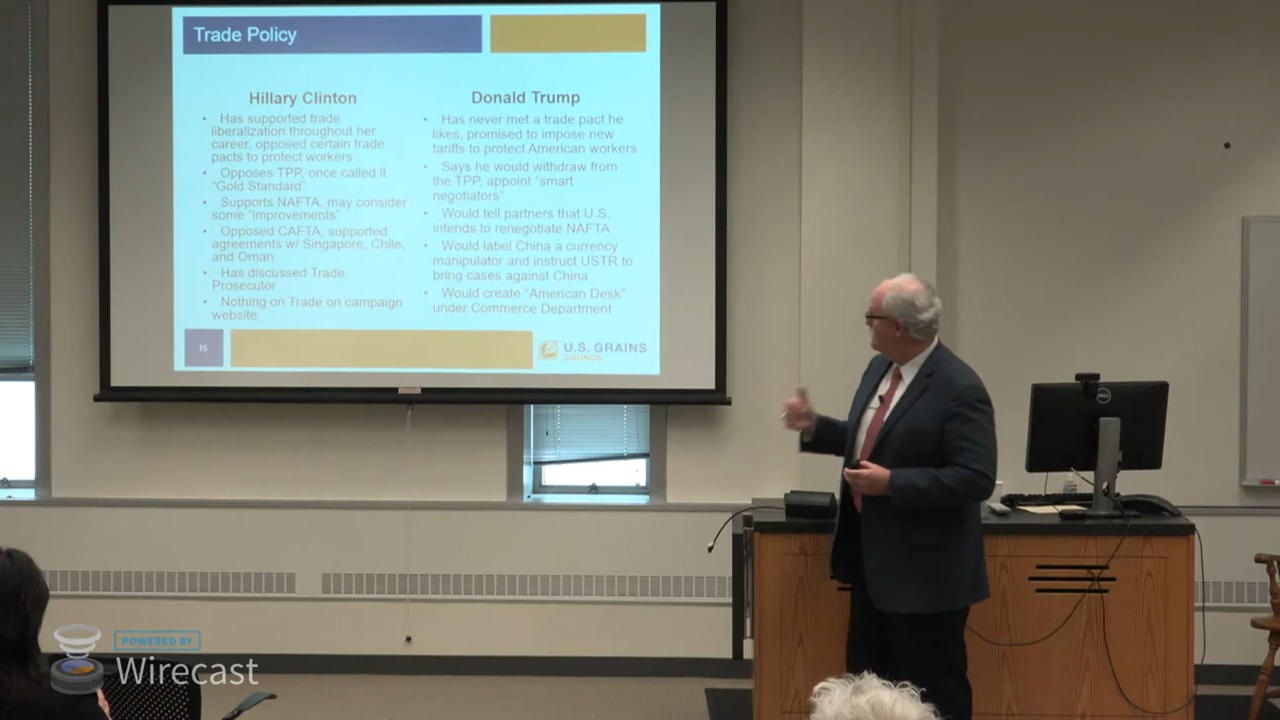 Trade Policy
Hillary Clinton
• Has supported trade
liberalization throughout her
career, opposed certain trade
pacts to protect workers
• Opposes TPP, once called it
"Gold Standard"
• Supports NAFTA, may consider
some "improvements"
• Opposed CAFTA, supported
agreements w/ Singapore, Chile,
and Oman
• Has discussed Trade
Prosecutor
• Nothing on Trade on campaign
website
Donald Trump
• Has never met a trade pact he
likes, promised to impose new
tariffs to protect American workers
• Says he would withdraw from
the TPP, appoint "smart
negotiators"
• Would tell partners that U.S.
intends to renegotiate NAFTA
• Would label China a currency
manipulator and instruct USTR to
bring cases against China
• Would create "American Desk"
under Commerce Department
15
U.S. GRAINS
COUNCIL
DELL
POWERED BY
Wirecast